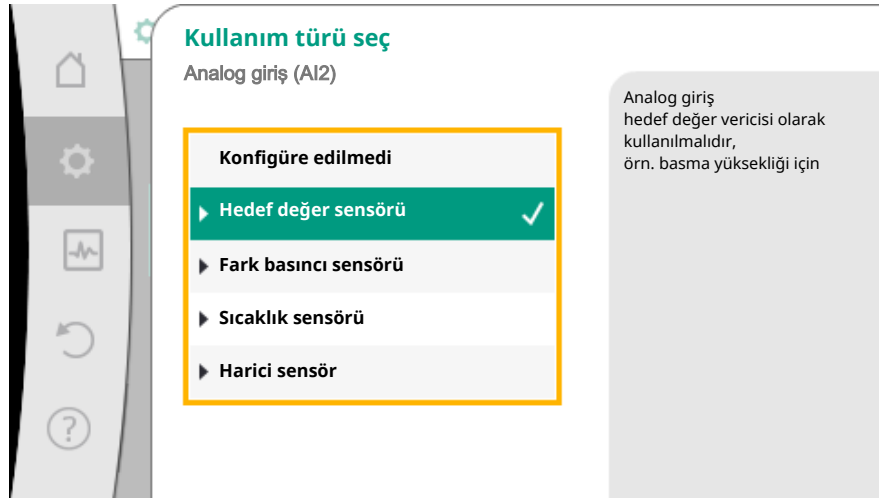 Kullanım türü seç
Analog giriş (AI2)
Konfigüre edilmedi
Hedef değer sensörü
Fark basıncı sensörü
Sıcaklık sensörü
Harici sensör
Analog giriş
hedef değer vericisi olarak
kullanılmalıdır,
örn. basma yüksekliği için